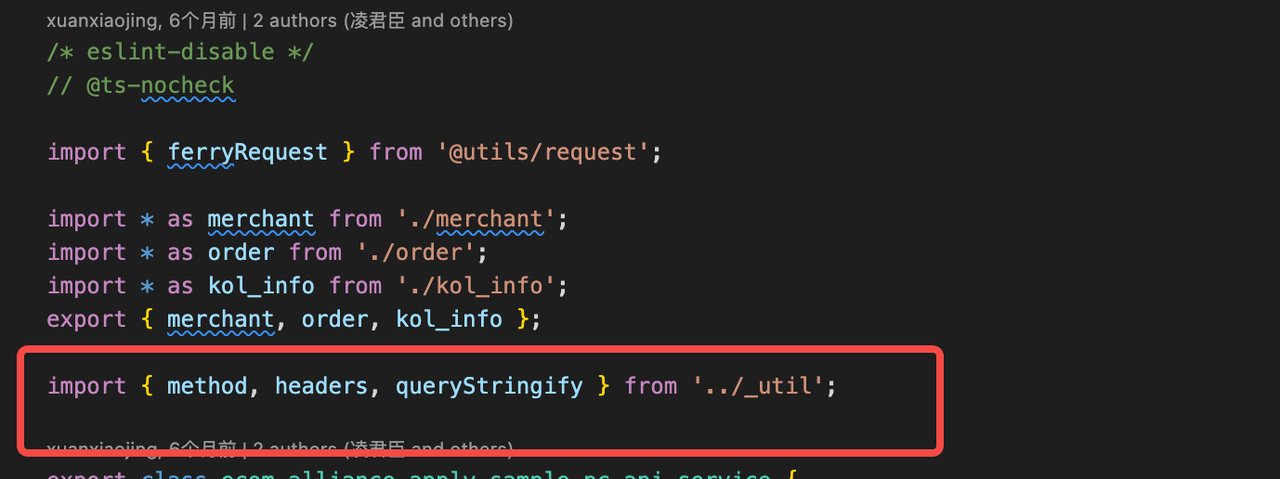 xuanxiaojing, 6个月前 | 2 authors (凌君臣 and others)
/* eslint-disable */
// @ts-nocheck
import { ferryRequest } from '@utils/request';
import * as merchant from './merchant';
import * as order from './order';
import * as kol_info from './kol_info';
export { merchant, order, kol_info };
import { method, headers, queryStringify } from '../_util';
xuanxiaojing, 6个月前 | 2 authors (凌君臣 and others)
export class ecom_alliance_apply_sample_pc_api_service {